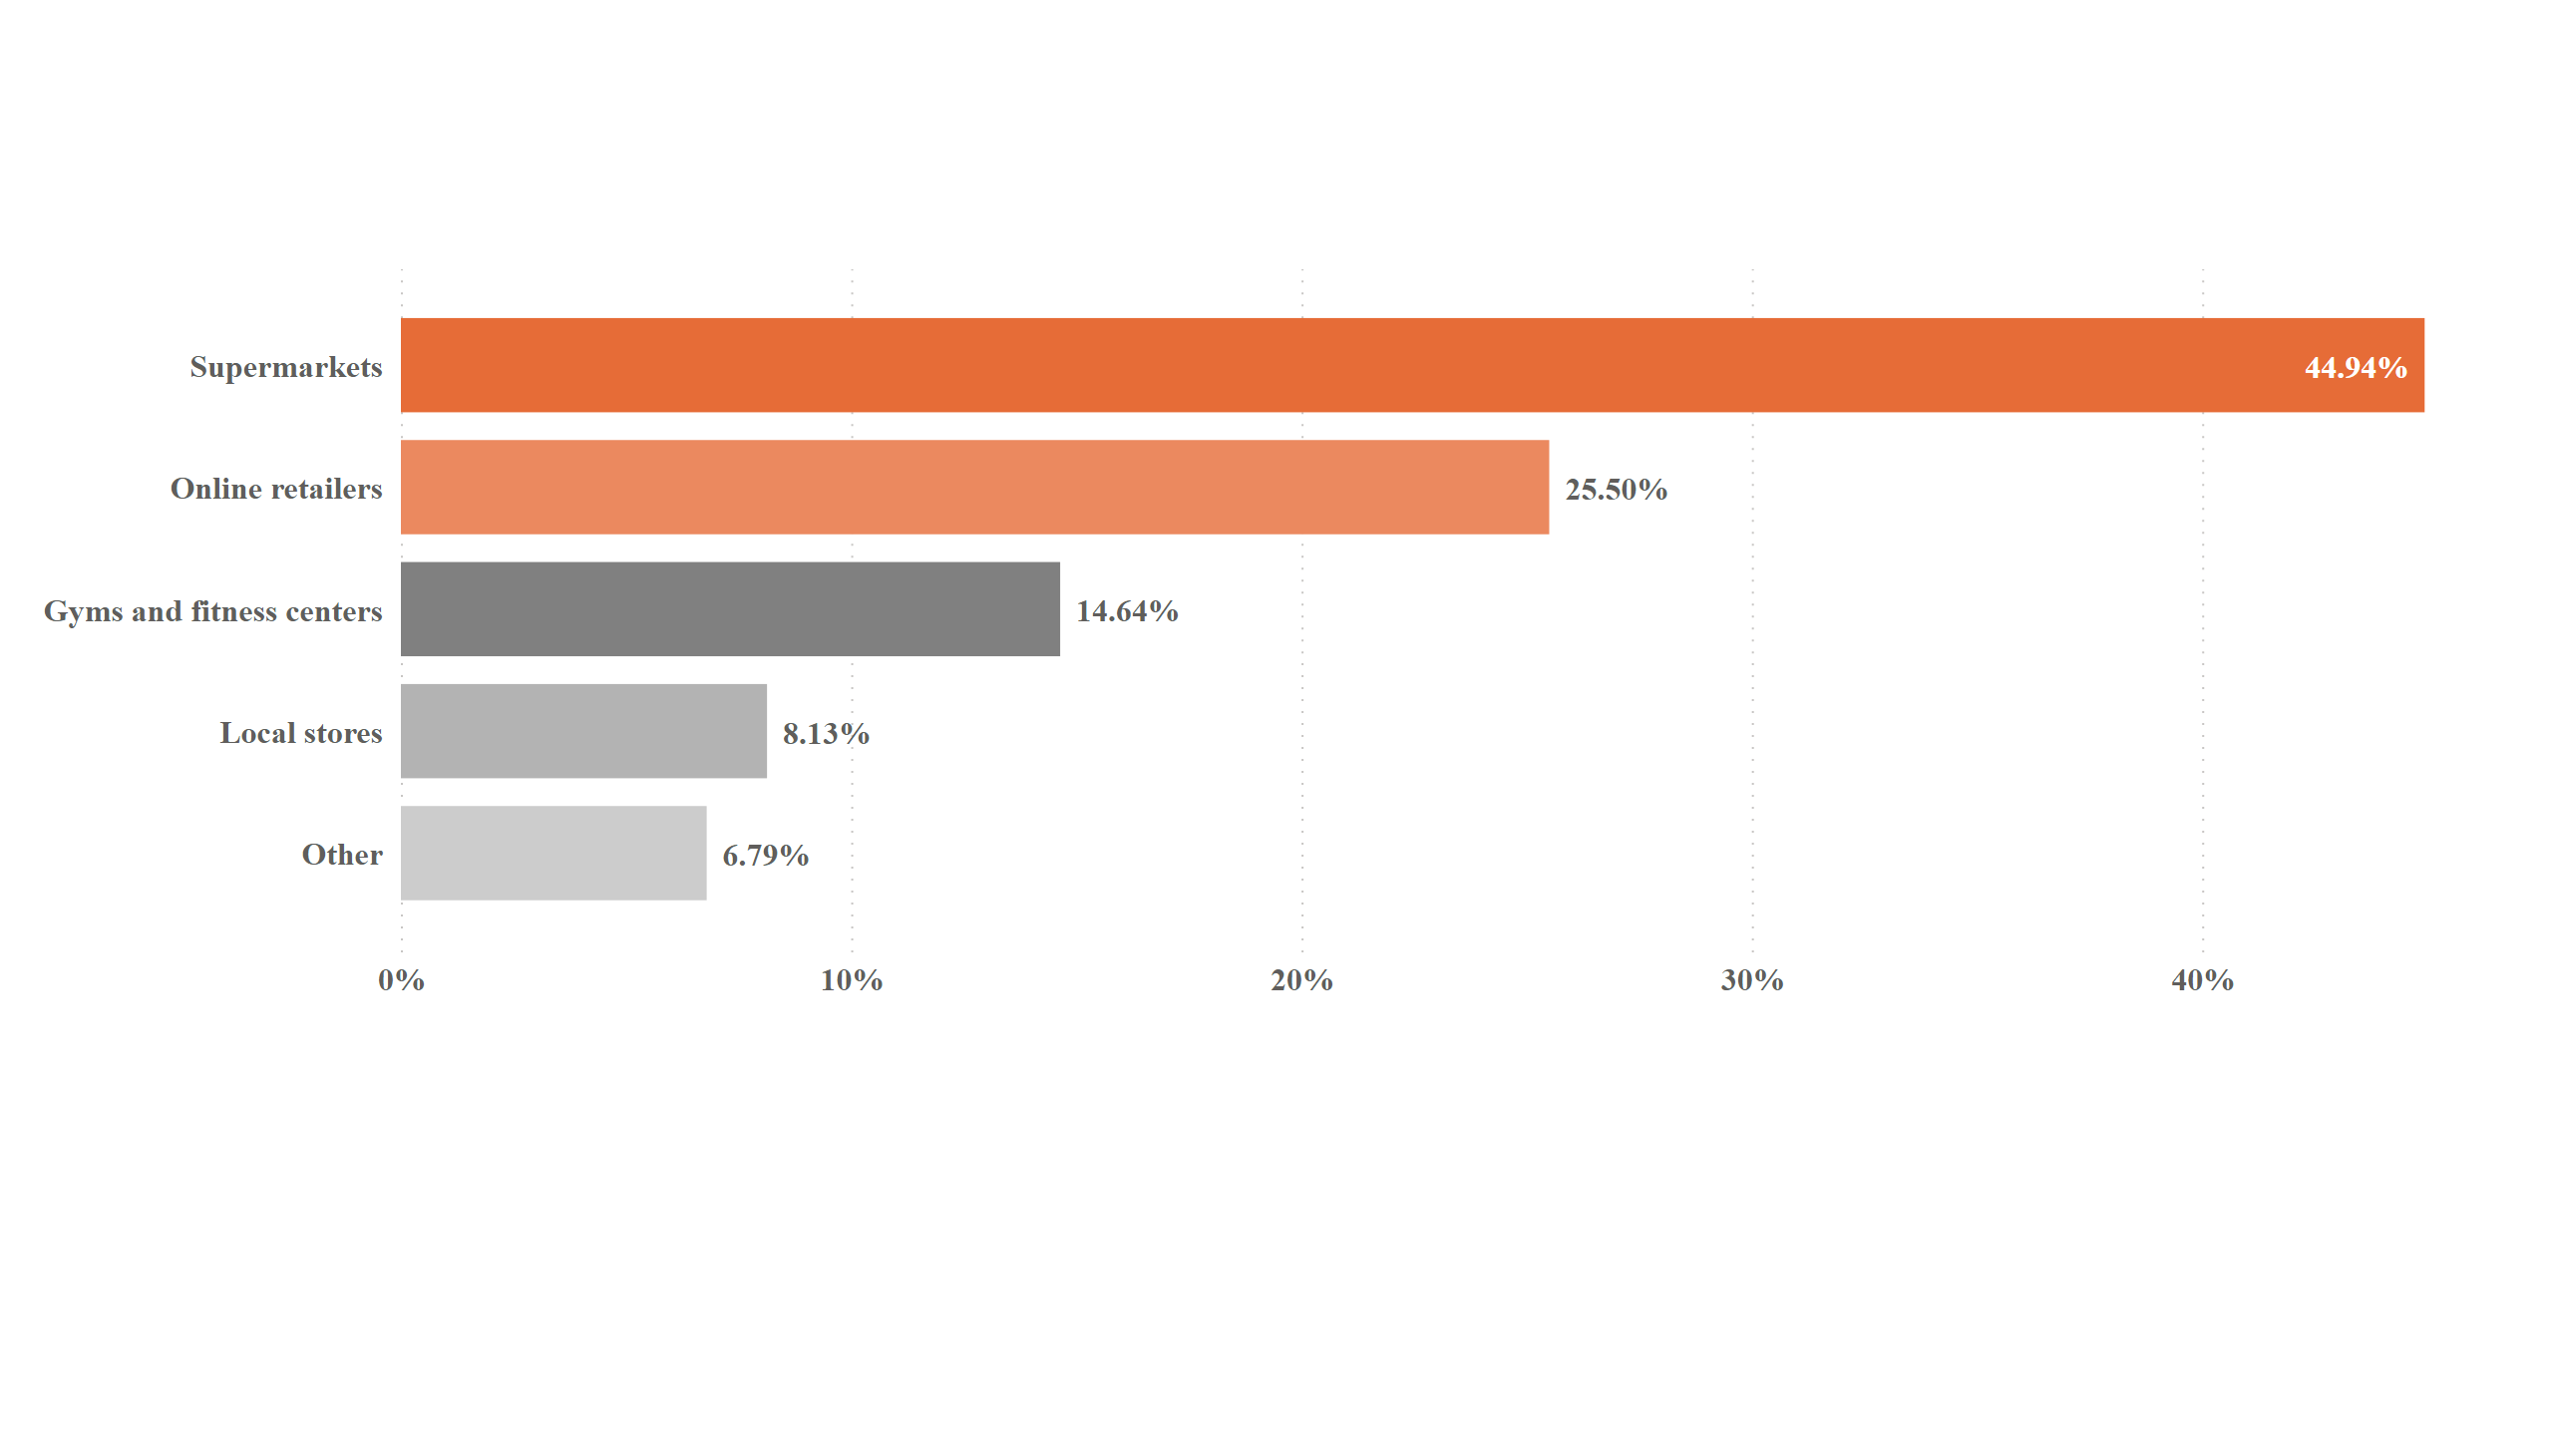 Supermarkets 44.94%
Online retailers 25.50%
Gyms and fitness centers 14.64%
Local stores 8.13%
Other 6.79%
0% 10% 20% 30% 40%